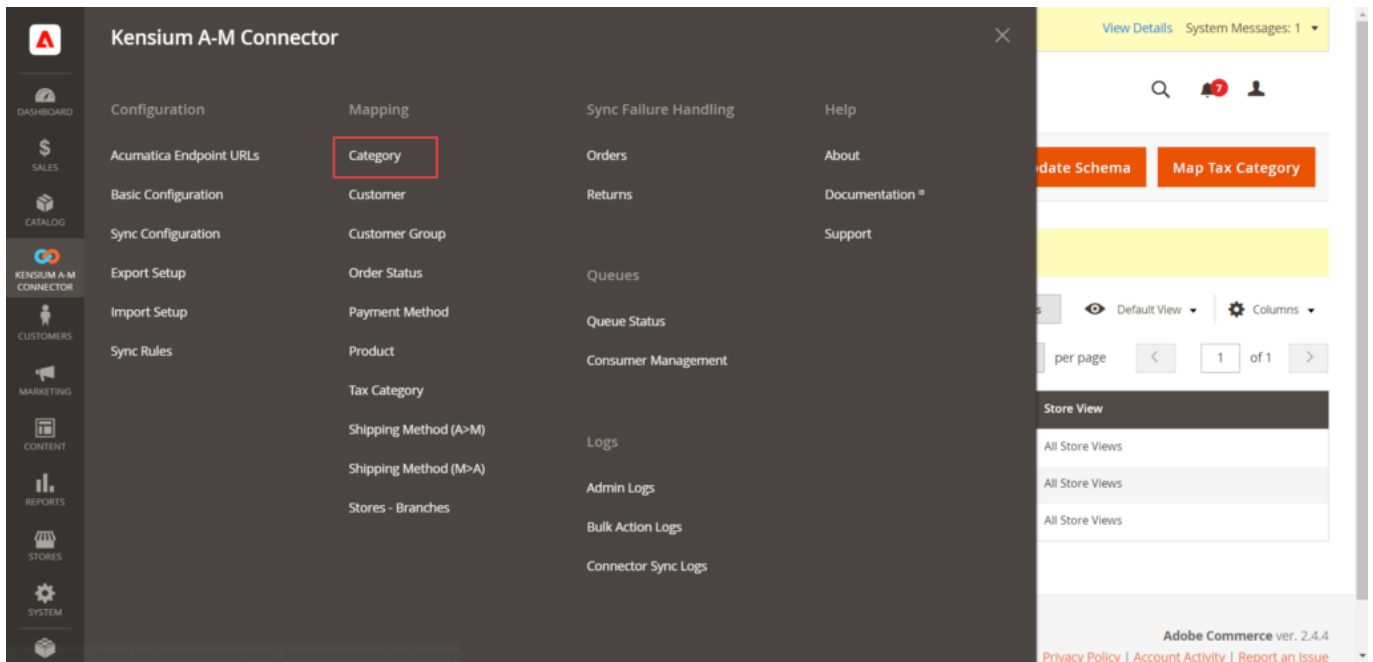 Kensium A-M Connector
View Details System Messages: 1
7
DASHBOARD
SALES
CATALOG
KENSIUM A-M
CONNECTOR
CUSTOMERS
MARKETING
CONTENT
REPORTS
STORES
SYSTEM
Configuration
Acumatica Endpoint URLs
Basic Configuration
Sync Configuration
Export Setup
Import Setup
Sync Rules
Mapping
Category
Customer
Customer Group
Order Status
Payment Method
Product
Tax Category
Shipping Method (A>M)
Shipping Method (M>A)
Stores - Branches
Sync Failure Handling
Orders
Returns
Queues
Queue Status
Consumer Management
Logs
Admin Logs
Bulk Action Logs
Connector Sync Logs
Help
About
Documentation
Support
date Schema
Map Tax Category
s
Default View
Columns
per page
1 of 1
Store View
All Store Views
All Store Views
All Store Views
Adobe Commerce ver. 2.4.4
Privacy Policy | Account Activity | Report an Issue